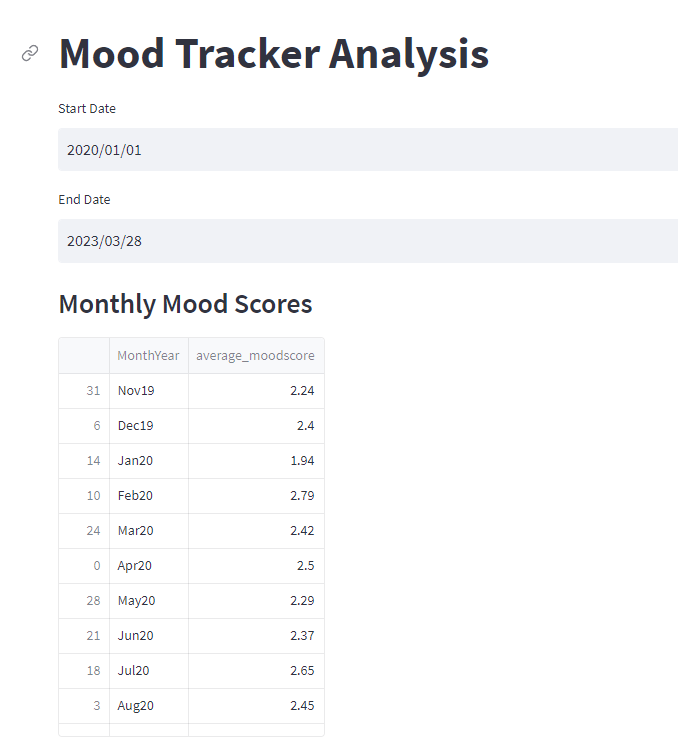 Mood Tracker Analysis
Start Date
2020/01/01
End Date
2023/03/28
Monthly Mood Scores
MonthYear average_moodscore
31 Nov19 2.24
6 Dec19 2.4
14 Jan20 1.94
10 Feb20 2.79
24 Mar20 2.42
0 Apr20 2.5
28 May20 2.29
21 Jun20 2.37
18 Jul20 2.65
3 Aug20 2.45